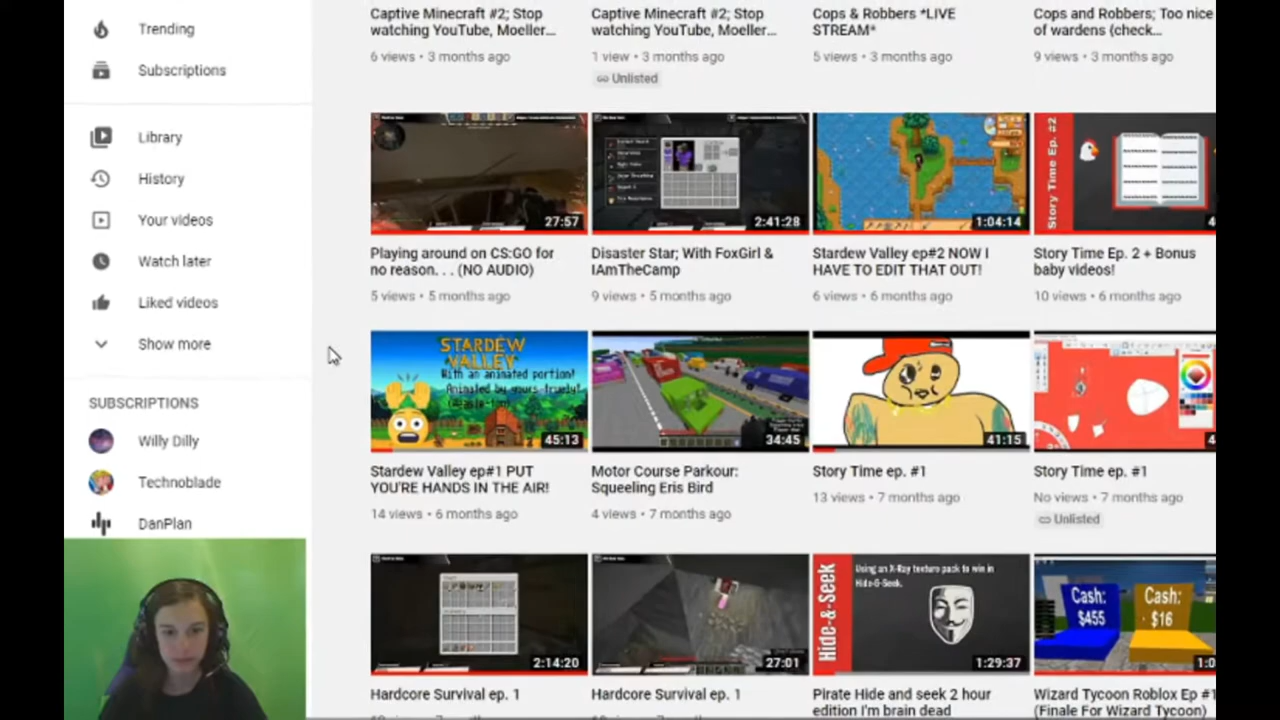 Trending
Subscriptions
Library
History
Your videos
Watch later
Liked videos
Show more
SUBSCRIPTIONS
Willy Dilly
Technoblade
DanPlan
Captive Minecraft #2; Stop
watching YouTube, Moeller...
6 views • 3 months ago
Captive Minecraft #2; Stop
watching YouTube, Moeller...
1 view • 3 months ago
Unlisted
Cops & Robbers *LIVE
STREAM*
5 views • 3 months ago
Cops and Robbers; Too nice
of wardens (check...
9 views • 3 months ago
27:57
Playing around on CS:GO for
no reason. . . (NO AUDIO)
5 views • 5 months ago
2:41:28
Disaster Star; With FoxGirl &
IAmTheCamp
9 views • 5 months ago
1:04:14
Stardew Valley ep#2 NOW I
HAVE TO EDIT THAT OUT!
6 views • 6 months ago
Story Time Ep. #2
4
Story Time Ep. 2 + Bonus
baby videos!
10 views • 6 months ago
STARDEW
VALLEY
With an animated portion!
Animated by yours truely!
45:13
Stardew Valley ep#1 PUT
YOU'RE HANDS IN THE AIR!
14 views • 6 months ago
34:45
Motor Course Parkour:
Squeeling Eris Bird
4 views • 7 months ago
41:15
Story Time ep. #1
13 views • 7 months ago
4
Story Time ep. #1
No views • 7 months ago
Unlisted
2:14:20
Hardcore Survival ep. 1
27:01
Hardcore Survival ep. 1
Hide-&-Seek
Using an X-Ray texture pack to win in
Hide-&-Seek.
1:29:37
Pirate Hide and seek 2 hour
edition I'm brain dead
Cash:
$455
Cash:
$16
1:0
Wizard Tycoon Roblox Ep #1
(Finale For Wizard Tycoon)